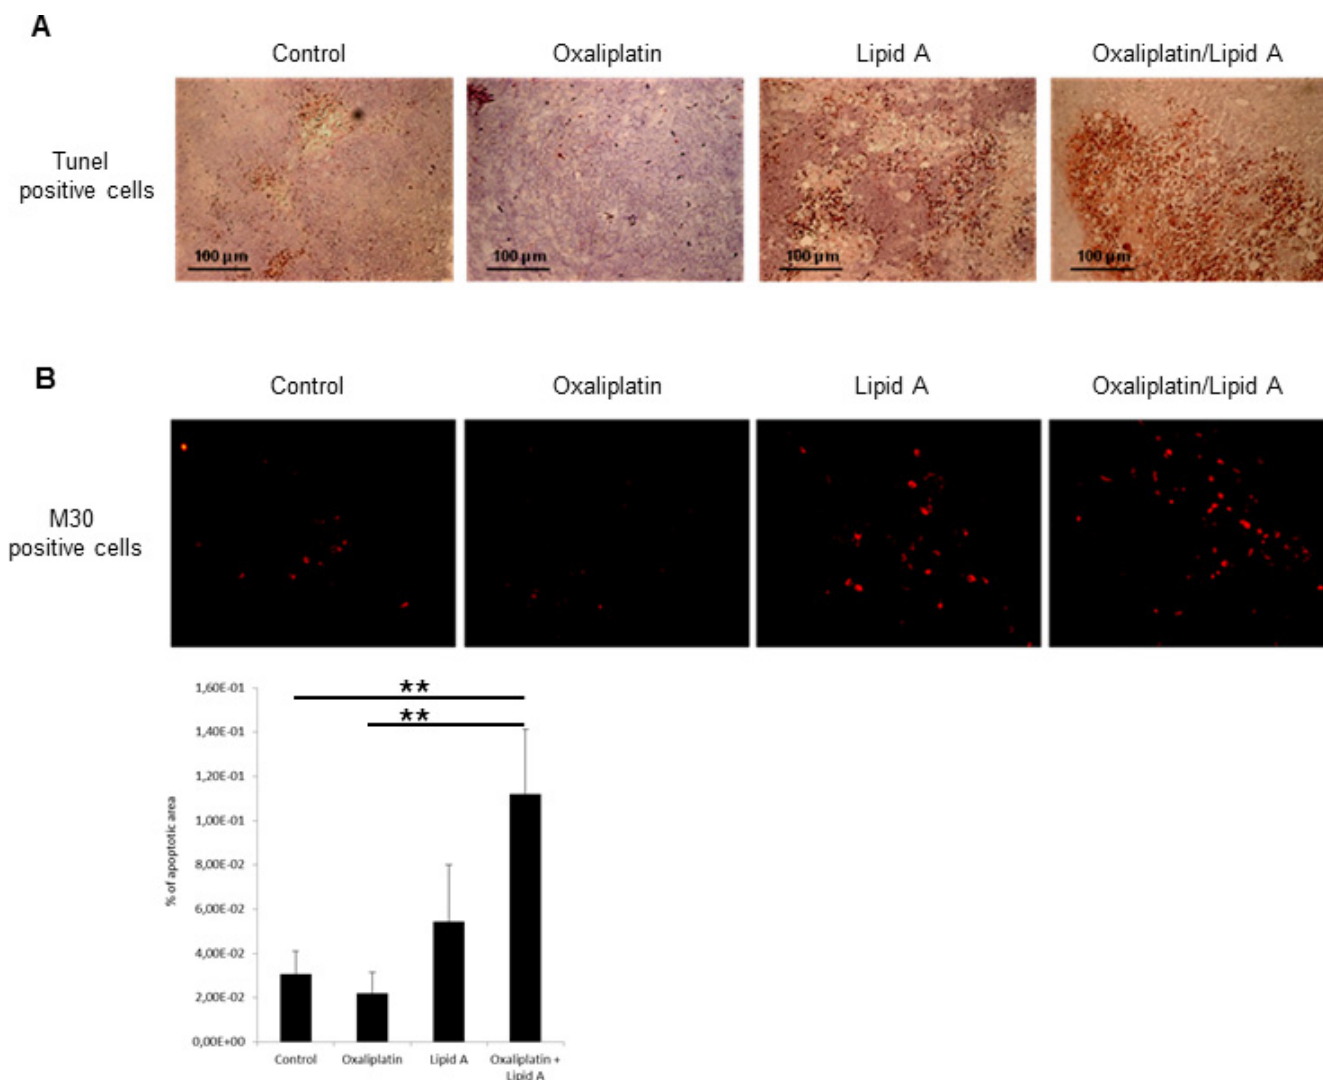 A
Control
Oxaliplatin
Lipid A
Oxaliplatin/Lipid A
Tunel
positive cells
100 µm
100 µm
100 µm
100 µm
B
Control
Oxaliplatin
Lipid A
Oxaliplatin/Lipid A
M30
positive cells
**
**
1,60E-01
1,40E-01
1,20E-01
1,00E-01
8,00E-02
6,00E-02
4,00E-02
2,00E-02
0,00E+00
% of apoptotic area
Control
Oxaliplatin
Lipid A
Oxaliplatin +
Lipid A